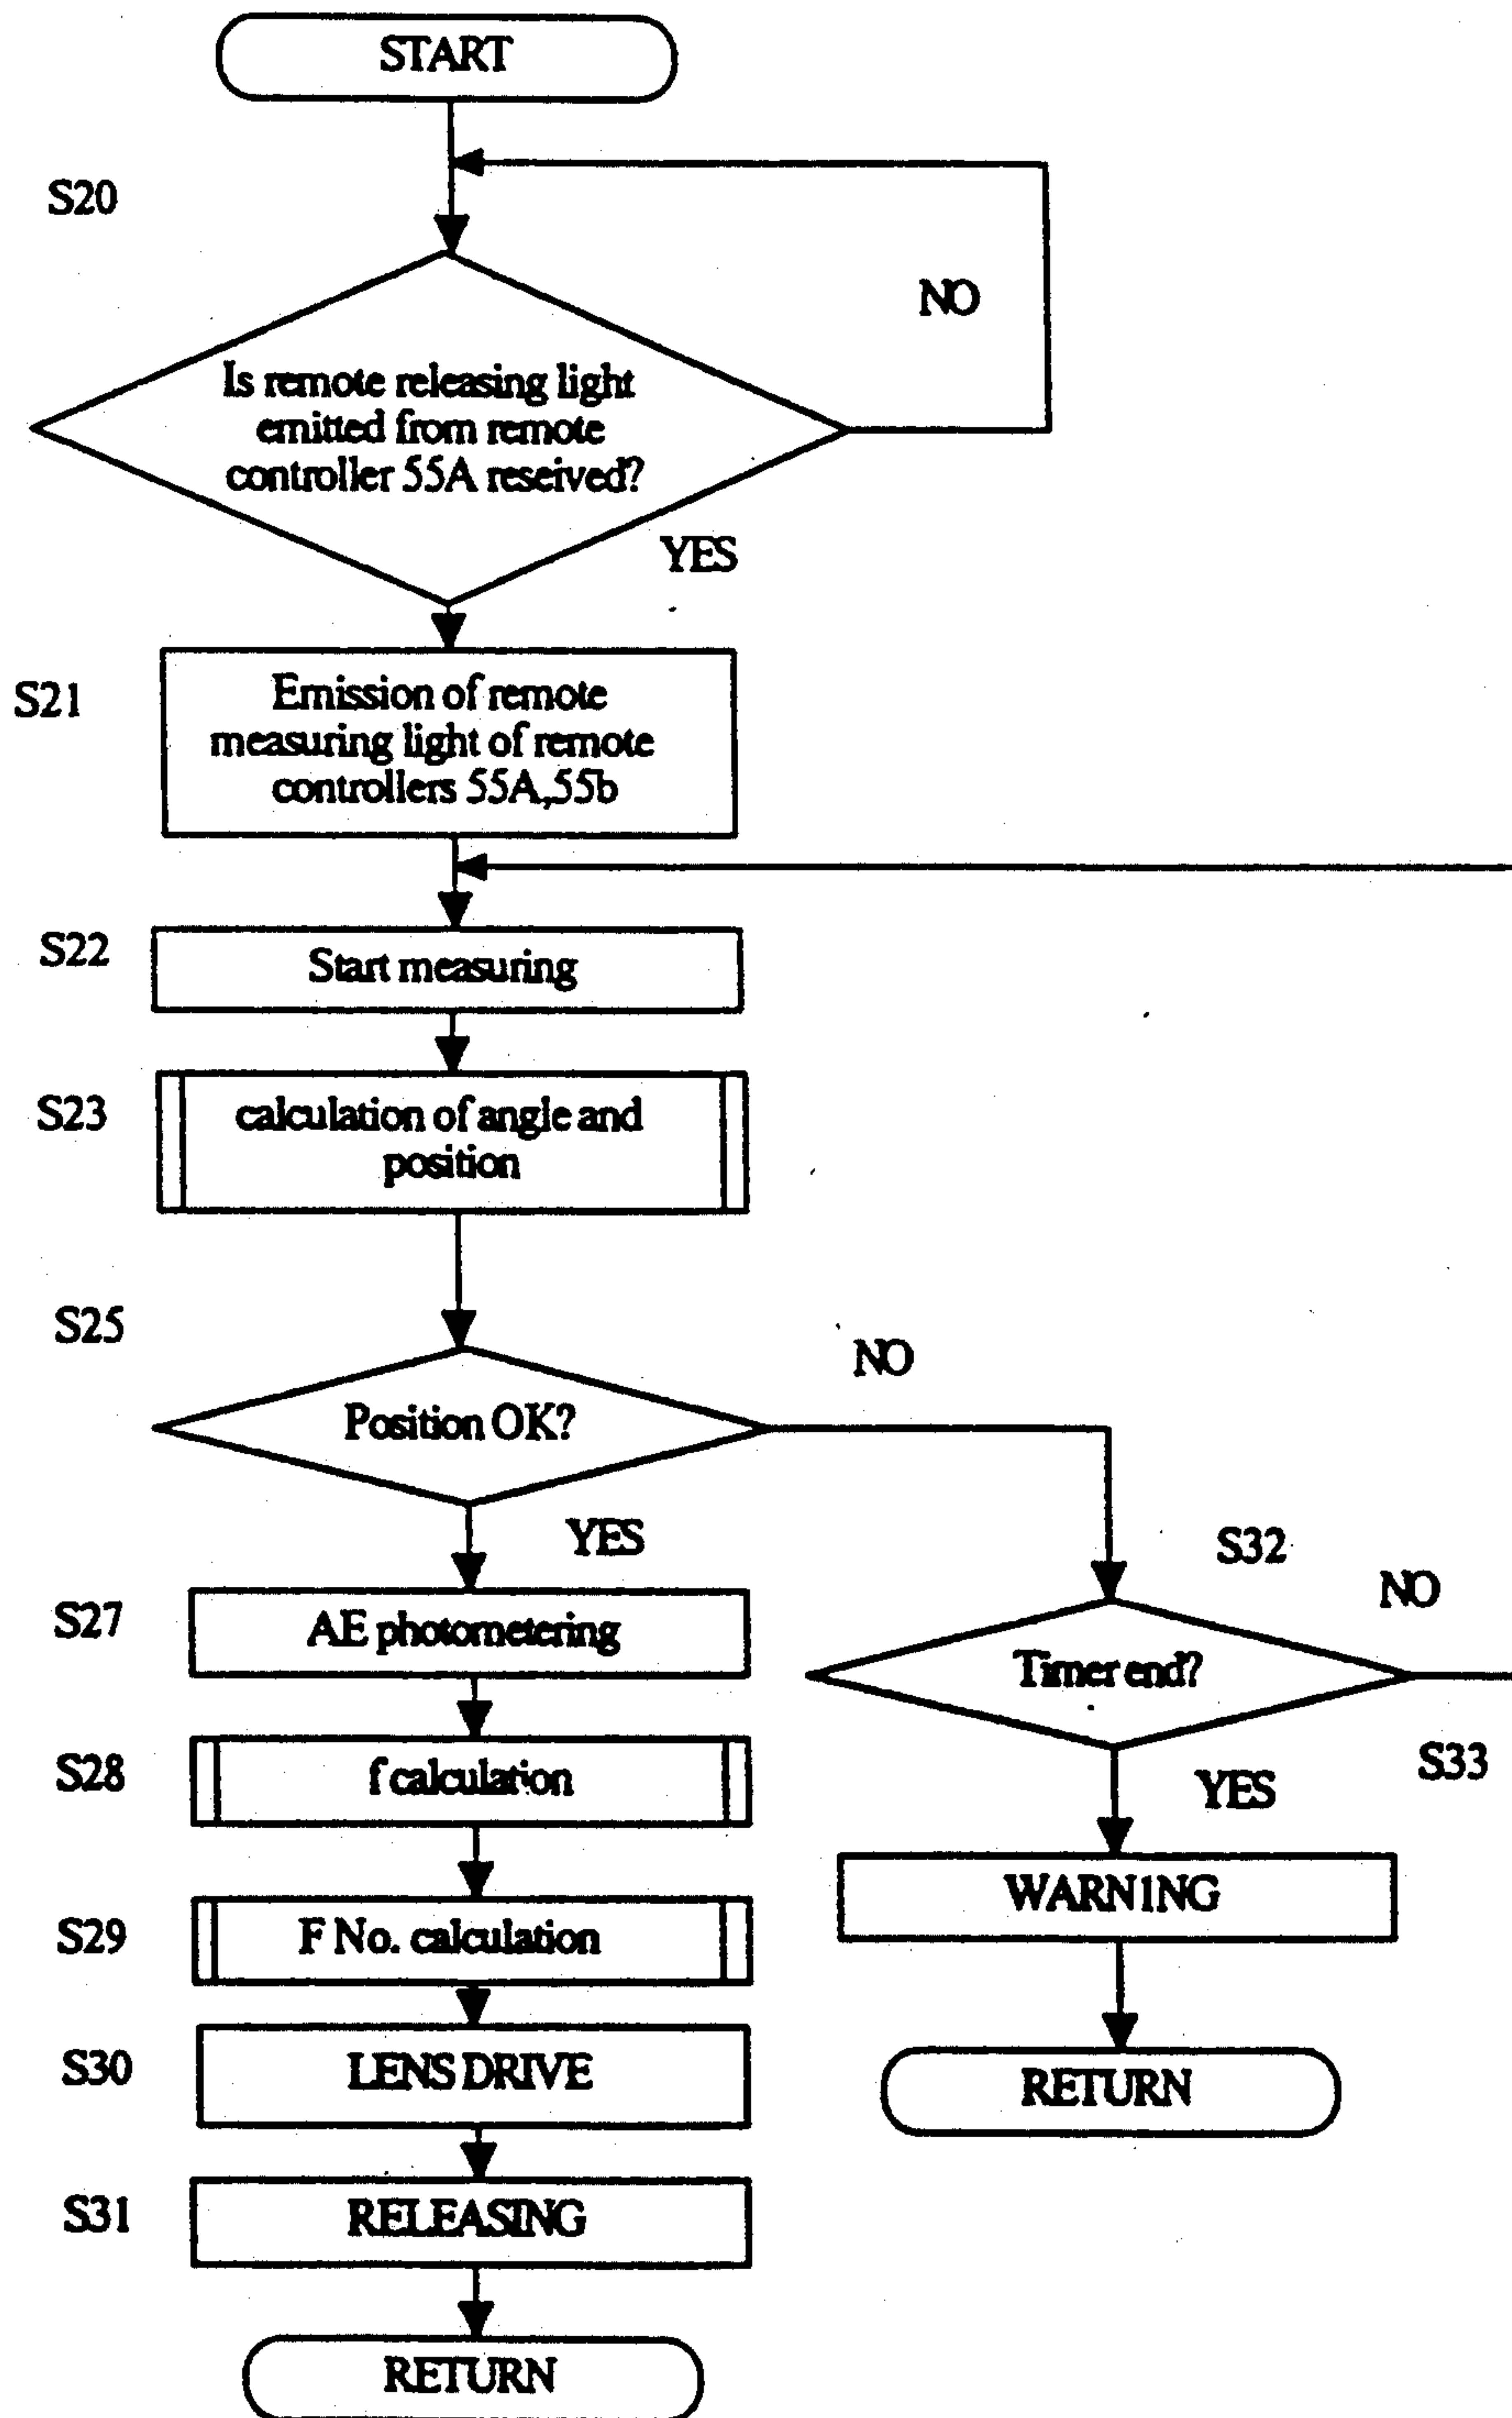 START
S20
NO
Is remote releasing light
emitted from remote
controller 55A reseived?
YES
S21
Emission of remote
measuring light of remote
controllers 55A,55b
S22
Start measuring
S23
calculation of angle and
position
S25
NO
Position OK?
YES
S32
NO
S27
AE photometering
Timer end?
S28
f calculation
S33
YES
WARN1NG
S29
F No. calculation
S30
LENS DRIVE
RETURN
S31
RELEASING
RETURN